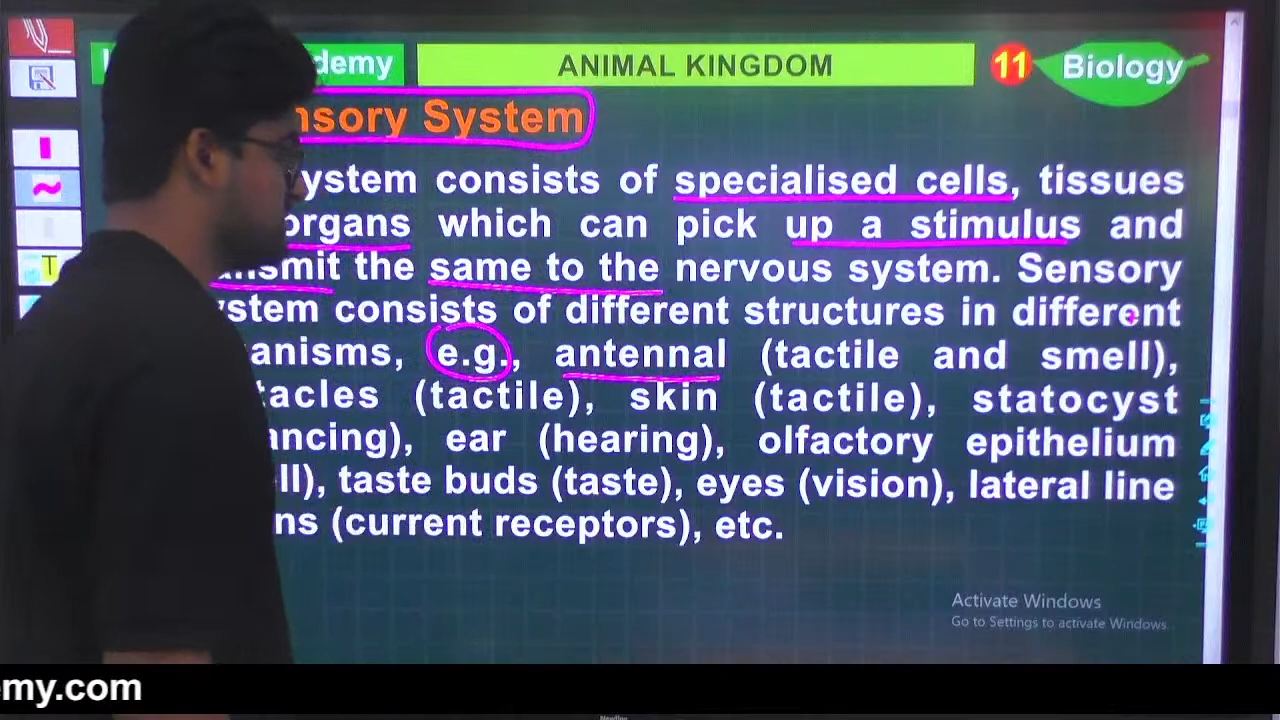 demy
ANIMAL KINGDOM
11 Biology
nsory System
ystem consists of specialised cells, tissues
organs which can pick up a stimulus and
ansmit the same to the nervous system. Sensory
ystem consists of different structures in different
anisms, e.g., antennal (tactile and smell),
tacles (tactile), skin (tactile), statocyst
ancing), ear (hearing), olfactory epithelium
ll), taste buds (taste), eyes (vision), lateral line
ns (current receptors), etc.
T
Activate Windows
Go to Settings to activate Windows.
my.com